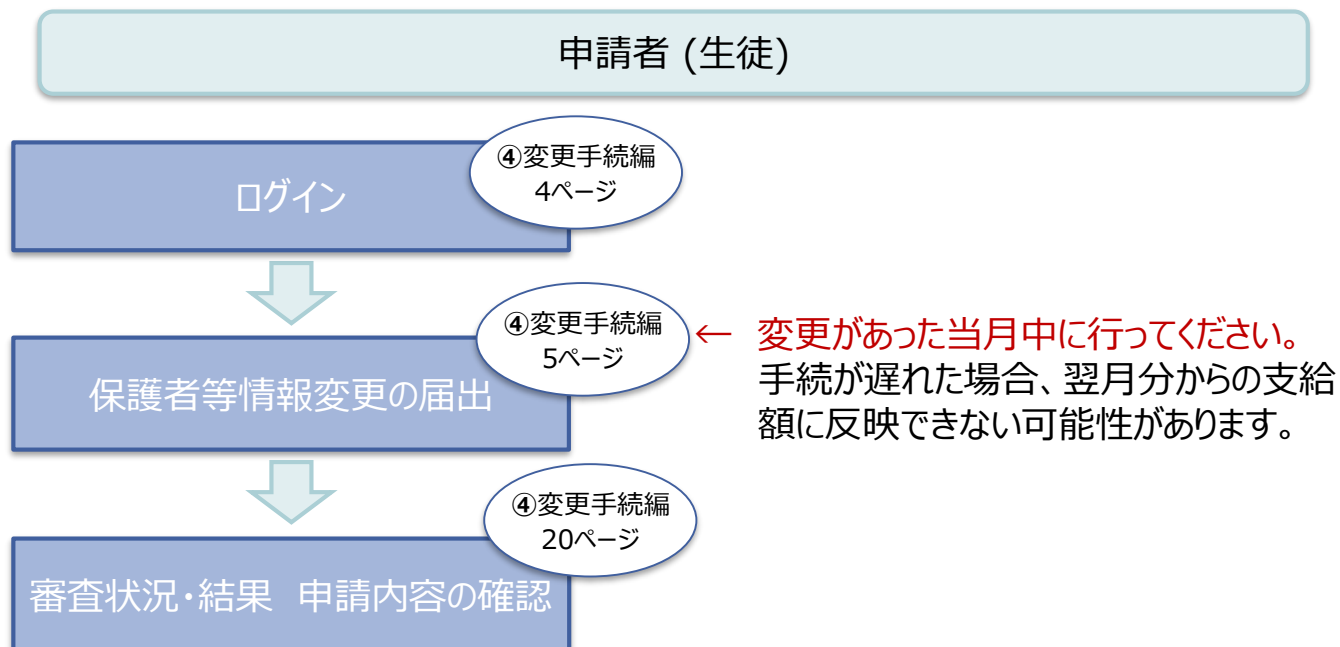 申請者 (生徒)
④変更手続編
4ページ
ログイン
④変更手続編
5ページ
保護者等情報変更の届出
← 変更があった当月中に行ってください。
手続が遅れた場合、翌月分からの支給
額に反映できない可能性があります。
④変更手続編
20ページ
審査状況・結果　申請内容の確認